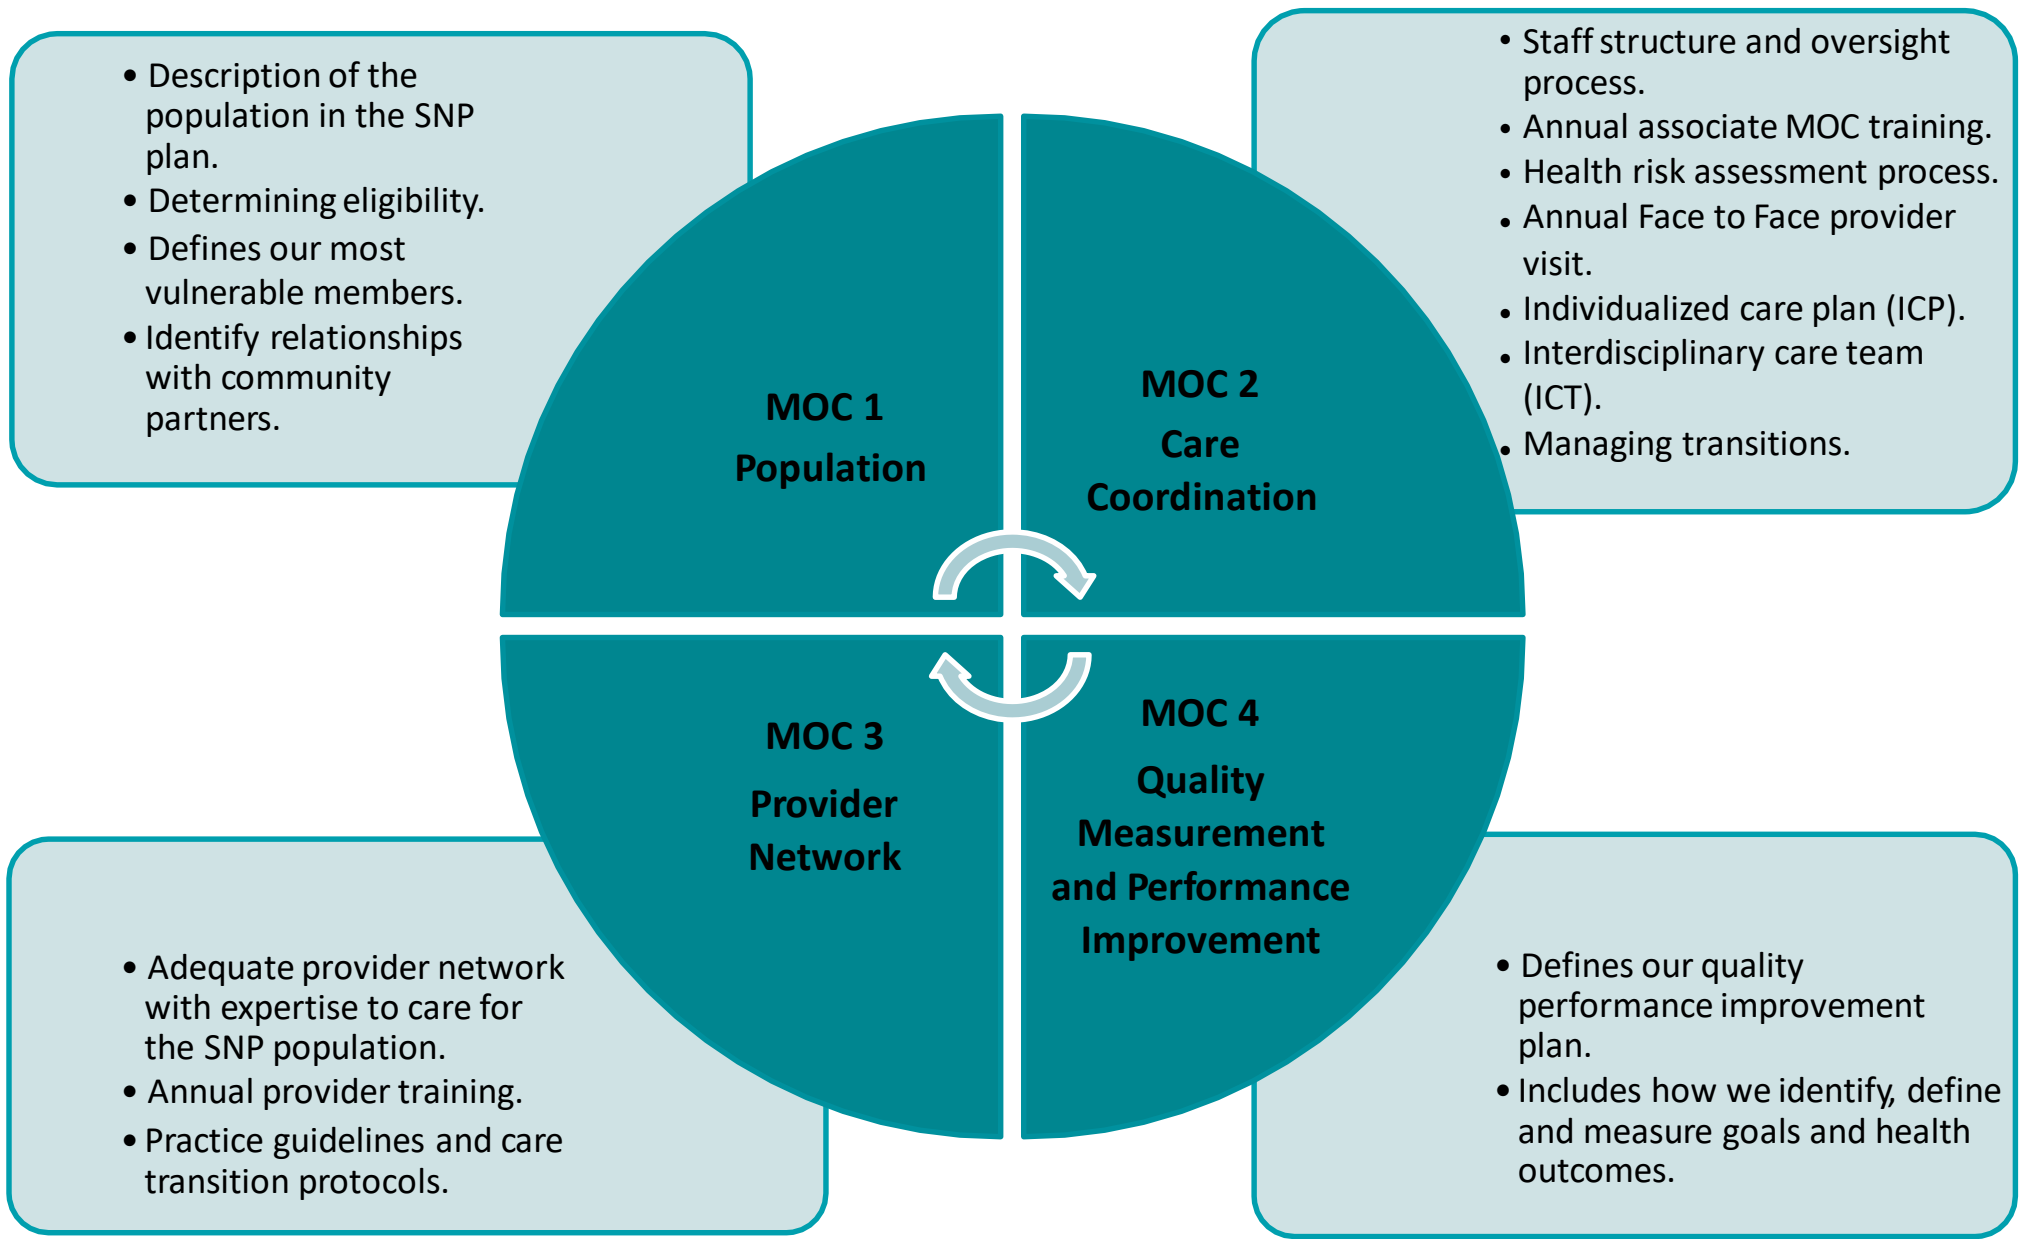 • Description of the
population in the SNP
plan.
• Determining eligibility.
• Defines our most
vulnerable members.
• Identify relationships
with community
partners.
MOC 1
Population
• Staff structure and oversight
process.
• Annual associate MOC training.
• Health risk assessment process.
• Annual Face to Face provider
visit.
• Individualized care plan (ICP).
• Interdisciplinary care team
(ICT).
• Managing transitions.
MOC 2
Care
Coordination
MOC 3
Provider
Network
• Adequate provider network
with expertise to care for
the SNP population.
• Annual provider training.
• Practice guidelines and care
transition protocols.
MOC 4
Quality
Measurement
and Performance
Improvement
• Defines our quality
performance improvement
plan.
• Includes how we identify, define
and measure goals and health
outcomes.